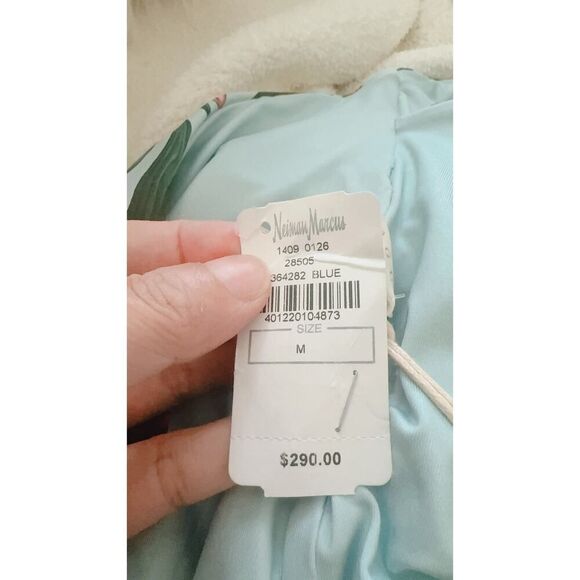 Neiman Marcus
1409 0126
28505
364282 BLUE
401220104873
SIZE
M
$290.00